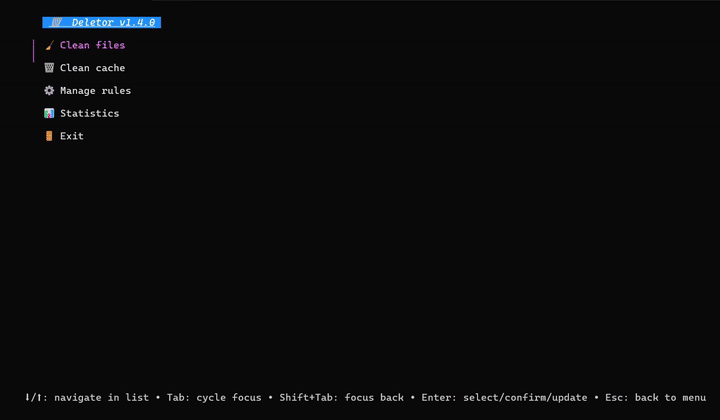 Deletor v1.4.0
Clean files
Clean cache
Manage rules
Statistics
Exit
↓/↑: navigate in list • Tab: cycle focus • Shift+Tab: focus back • Enter: select/confirm/update • Esc: back to menu